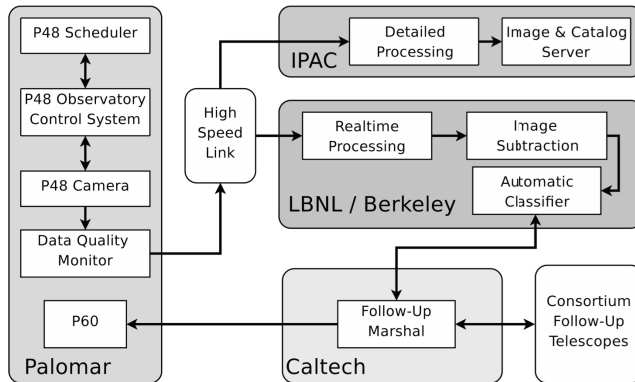 P48 Scheduler
P48 Observatory
Control System
P48 Camera
Data Quality
Monitor
P60
Palomar
High
Speed
Link
Detailed
Processing
Image & Catalog
Server
IPAC
Realtime
Processing
Image
Subtraction
Automatic
Classifier
LBNL / Berkeley
Follow-Up
Marshal
Caltech
Consortium
Follow-Up
Telescopes